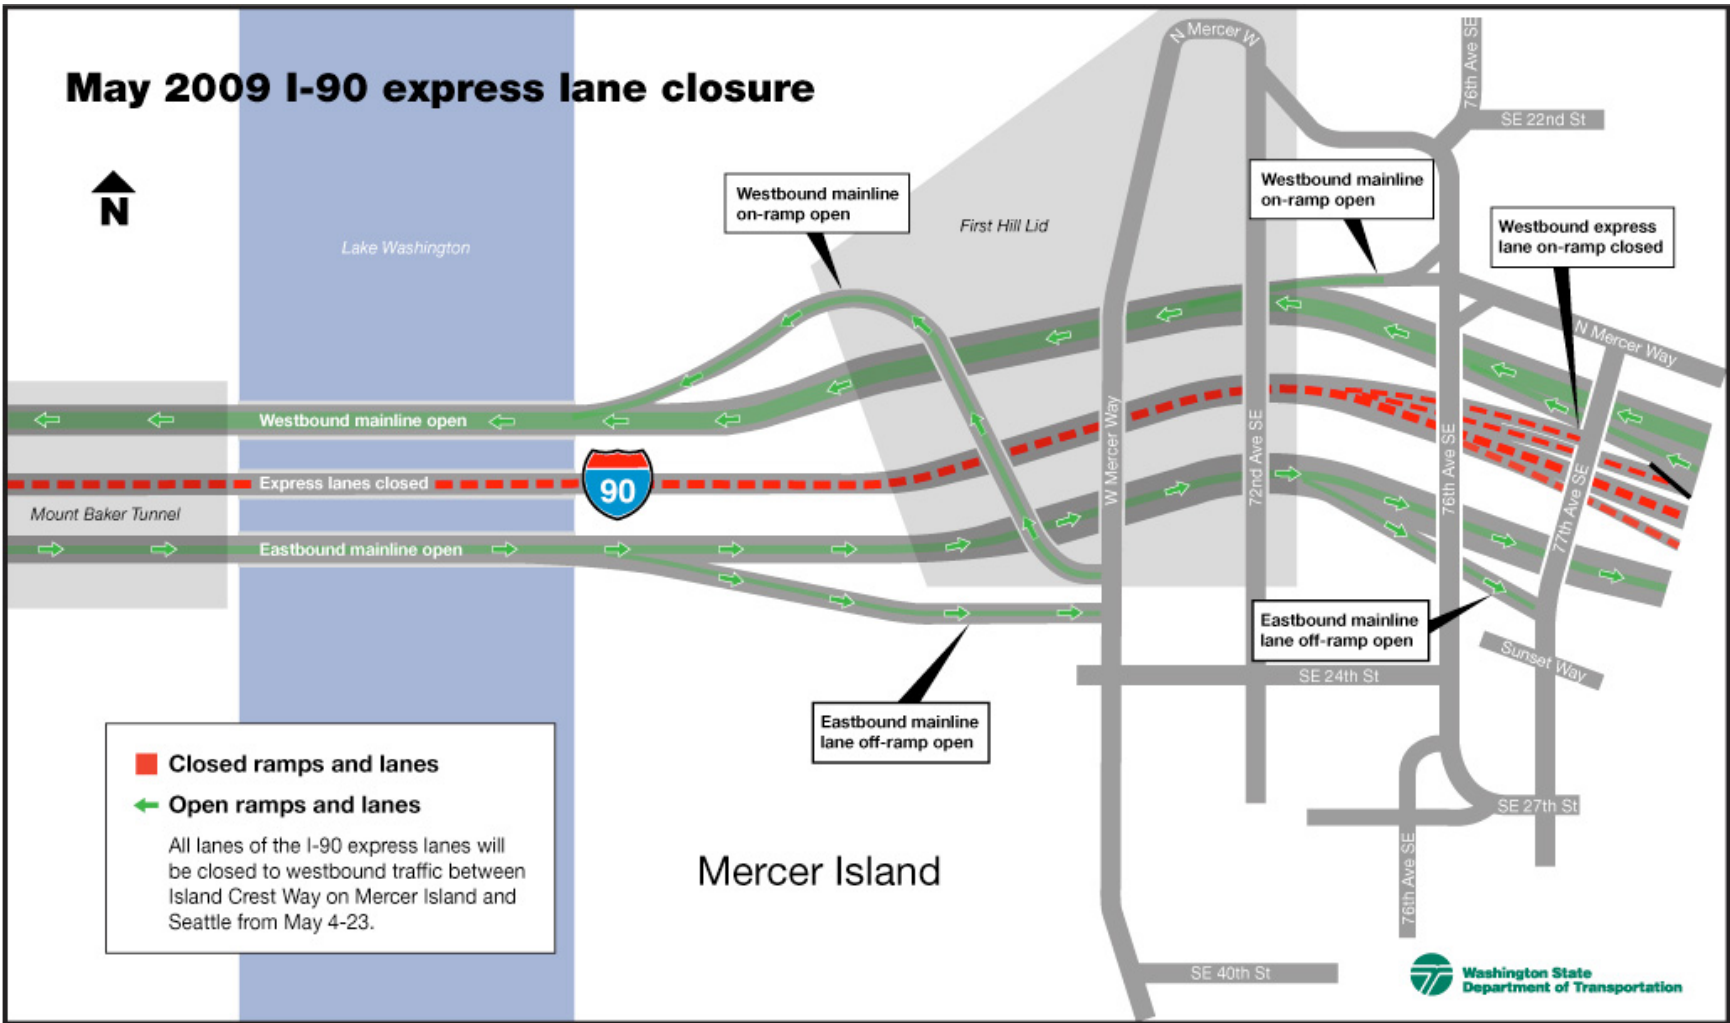 May 2009 I-90 express lane closure
N
Lake Washington
Westbound mainline
on-ramp open
First Hill Lid
N Mercer W
76th Ave SE
SE 22nd St
Westbound mainline
on-ramp open
Westbound express
lane on-ramp closed
N Mercer Way
Westbound mainline open
Express lanes closed
90
Mount Baker Tunnel
Eastbound mainline open
W Mercer Way
72nd Ave SE
76th Ave SE
77th Ave SE
Eastbound mainline
lane off-ramp open
Sunset Way
SE 24th St
Eastbound mainline
lane off-ramp open
Closed ramps and lanes
Open ramps and lanes
All lanes of the I-90 express lanes will
be closed to westbound traffic between
Island Crest Way on Mercer Island and
Seattle from May 4-23.
Mercer Island
SE 27th St
76th Ave SE
SE 40th St
Washington State
Department of Transportation